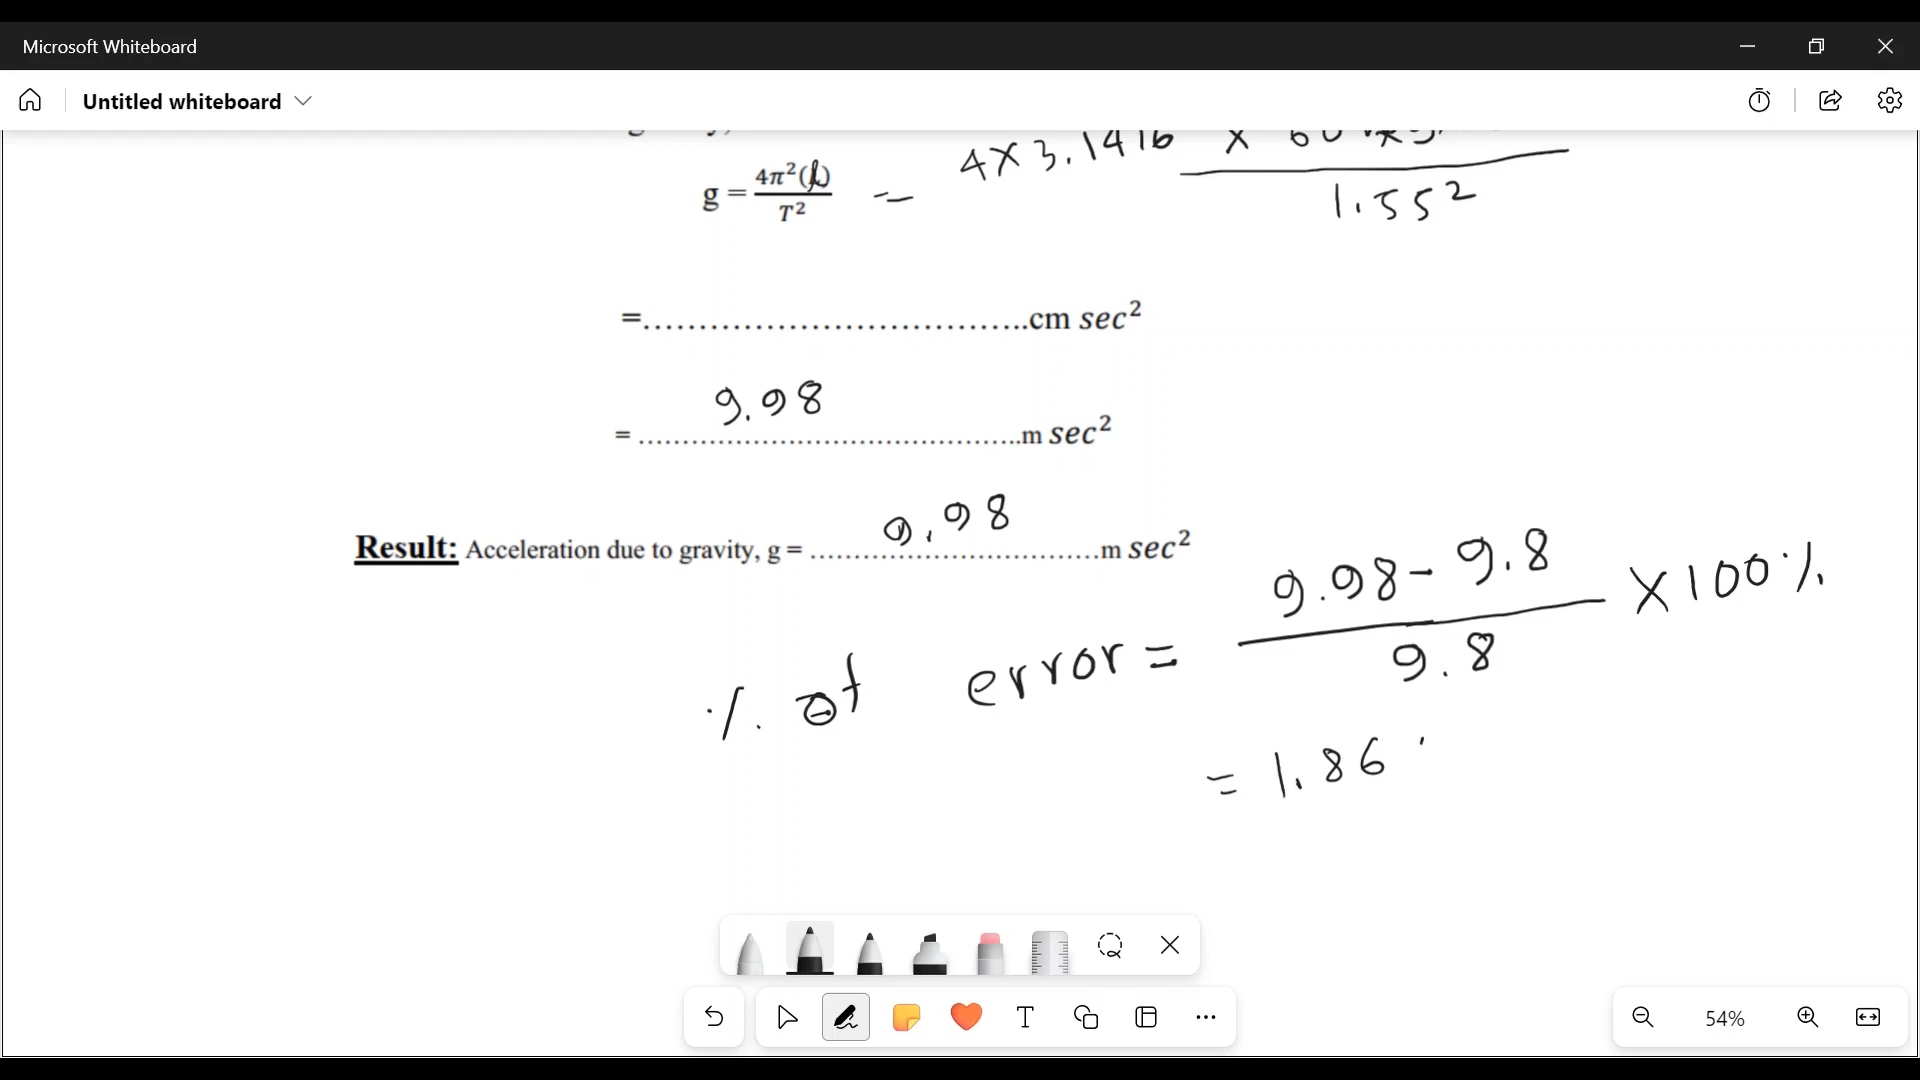 Microsoft Whiteboard
Untitled whiteboard
g = 4π²(L) / T² = 4 × 3.1416 × 60 / 1.55²
=.......................................cm sec²
9.98
= ..........................................m sec²
Result: Acceleration due to gravity, g = 9.98 ................................m sec²
% of error = 9.98 - 9.8 / 9.8 × 100%
= 1.86
54%